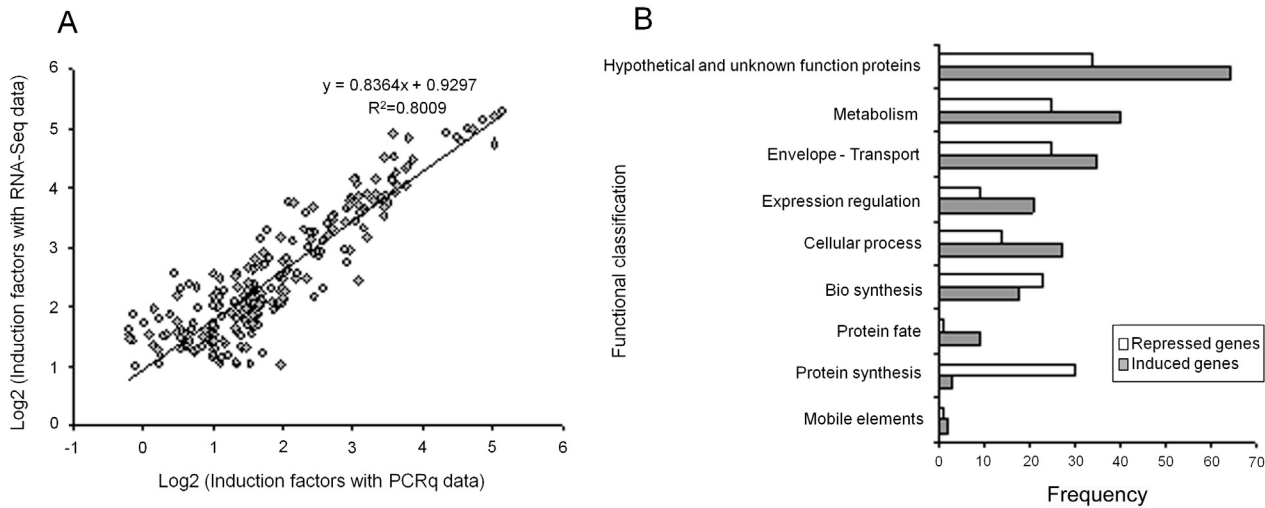 A
Log2 (Induction factors with RNA-Seq data)
6
5
4
3
2
1
0
y = 0.8364x + 0.9297
R²=0.8009
-1 0 1 2 3 4 5 6
Log2 (Induction factors with PCRq data)
B
Functional classification
Hypothetical and unknown function proteins
Metabolism
Envelope - Transport
Expression regulation
Cellular process
Bio synthesis
Protein fate
Protein synthesis
Mobile elements
Repressed genes
Induced genes
0 10 20 30 40 50 60 70
Frequency